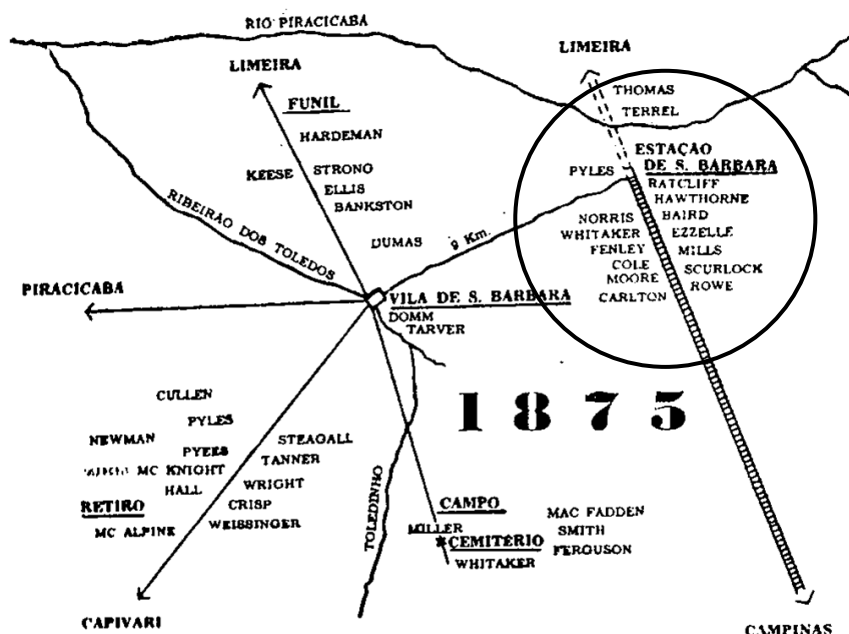 RIO PIRACICABA
LIMEIRA
LIMEIRA
THOMAS
TERREL
FUNIL
HARDEMAN
ESTAÇAO
DE S. BARBARA
KEESE
STRONG
ELLIS
BANKSTON
PYLES
RATCLIFF
HAWTHORNE
BAIRD
EZZELLE
MILLS
SCURLOCK
ROWE
NORRIS
WHITAKER
FENLEY
COLE
MOORE
CARLTON
RIBEIRAO DOS TOLEDOS
DUMAS
9 Km.
PIRACICABA
VILA DE S. BARBARA
DOMM
TARVER
1875
CULLEN
PYLES
NEWMAN
STEAGALL
TANNER
MC KNIGHT
HALL
WRIGHT
CRISP
RETIRO
MC ALPINE
WEISSINGER
TOLEDINHO
CAMPO
MILLER
CEMITÉRIO
WHITAKER
MAC FADDEN
SMITH
FERGUSON
CAPIVARI
CAMPINAS